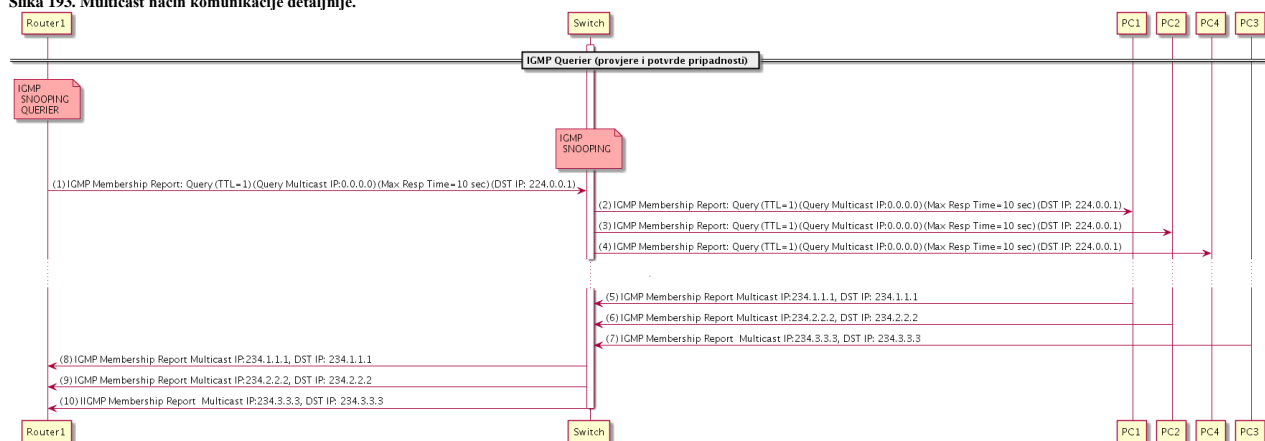 Slika 193. Multicast način komunikacije detaljnije.
Router1
Switch
PC1
PC2
PC4
PC3
IGMP Querier (provjere i potvrde pripadnosti)
IGMP
SNOOPING
QUERIER
IGMP
SNOOPING
(1) IGMP Membership Report: Query (TTL=1) (Query Multicast IP:0.0.0.0) (Max Resp Time=10 sec) (DST IP: 224.0.0.1)
(2) IGMP Membership Report: Query (TTL=1) (Query Multicast IP:0.0.0.0) (Max Resp Time=10 sec) (DST IP: 224.0.0.1)
(3) IGMP Membership Report: Query (TTL=1) (Query Multicast IP:0.0.0.0) (Max Resp Time=10 sec) (DST IP: 224.0.0.1)
(4) IGMP Membership Report: Query (TTL=1) (Query Multicast IP:0.0.0.0) (Max Resp Time=10 sec) (DST IP: 224.0.0.1)
(5) IGMP Membership Report Multicast IP:234.1.1.1, DST IP: 234.1.1.1
(6) IGMP Membership Report Multicast IP:234.2.2.2, DST IP: 234.2.2.2
(7) IGMP Membership Report  Multicast IP:234.3.3.3, DST IP: 234.3.3.3
(8) IGMP Membership Report Multicast IP:234.1.1.1, DST IP: 234.1.1.1
(9) IGMP Membership Report Multicast IP:234.2.2.2, DST IP: 234.2.2.2
(10) IIGMP Membership Report  Multicast IP:234.3.3.3, DST IP: 234.3.3.3
Router1
Switch
PC1
PC2
PC4
PC3